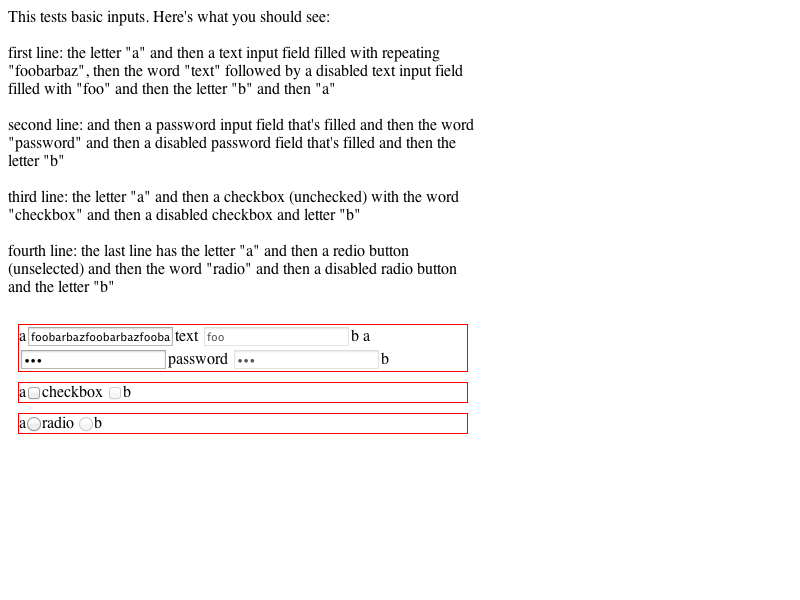 This tests basic inputs. Here's what you should see:
first line: the letter "a" and then a text input field filled with repeating
"foobarbaz", then the word "text" followed by a disabled text input field
filled with "foo" and then the letter "b" and then "a"
second line: and then a password input field that's filled and then the word
"password" and then a disabled password field that's filled and then the
letter "b"
third line: the letter "a" and then a checkbox (unchecked) with the word
"checkbox" and then a disabled checkbox and letter "b"
fourth line: the last line has the letter "a" and then a redio button
(unselected) and then the word "radio" and then a disabled radio button
and the letter "b"
a foobarbazfoobarbazfooba text foo b a
••• password ••• b
a checkbox b
a radio b